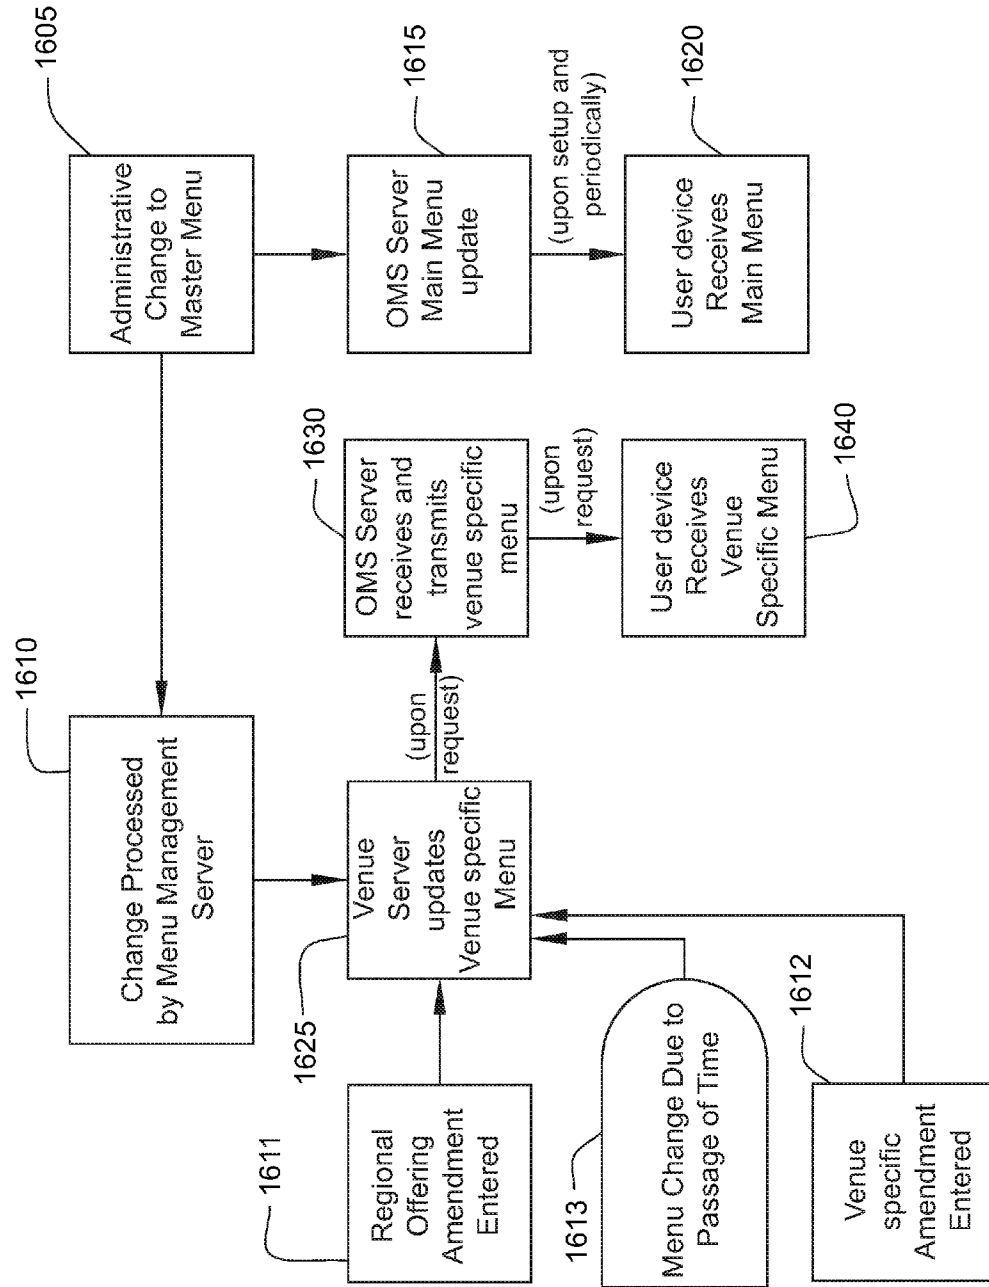 1605
Administrative
Change to
Master Menu
1610
Change Processed
by Menu Management
Server
1615
OMS Server
Main Menu
update
(upon setup and
periodically)
1620
User device
Receives
Main Menu
1630
OMS Server
receives and
transmits
venue specific
menu
(upon
request)
1640
User device
Receives
Venue
Specific Menu
(upon
request)
1625
Venue
Server
updates
Venue specific
Menu
1611
Regional
Offering
Amendment
Entered
1613
Menu Change Due to
Passage of Time
1612
Venue
specific
Amendment
Entered